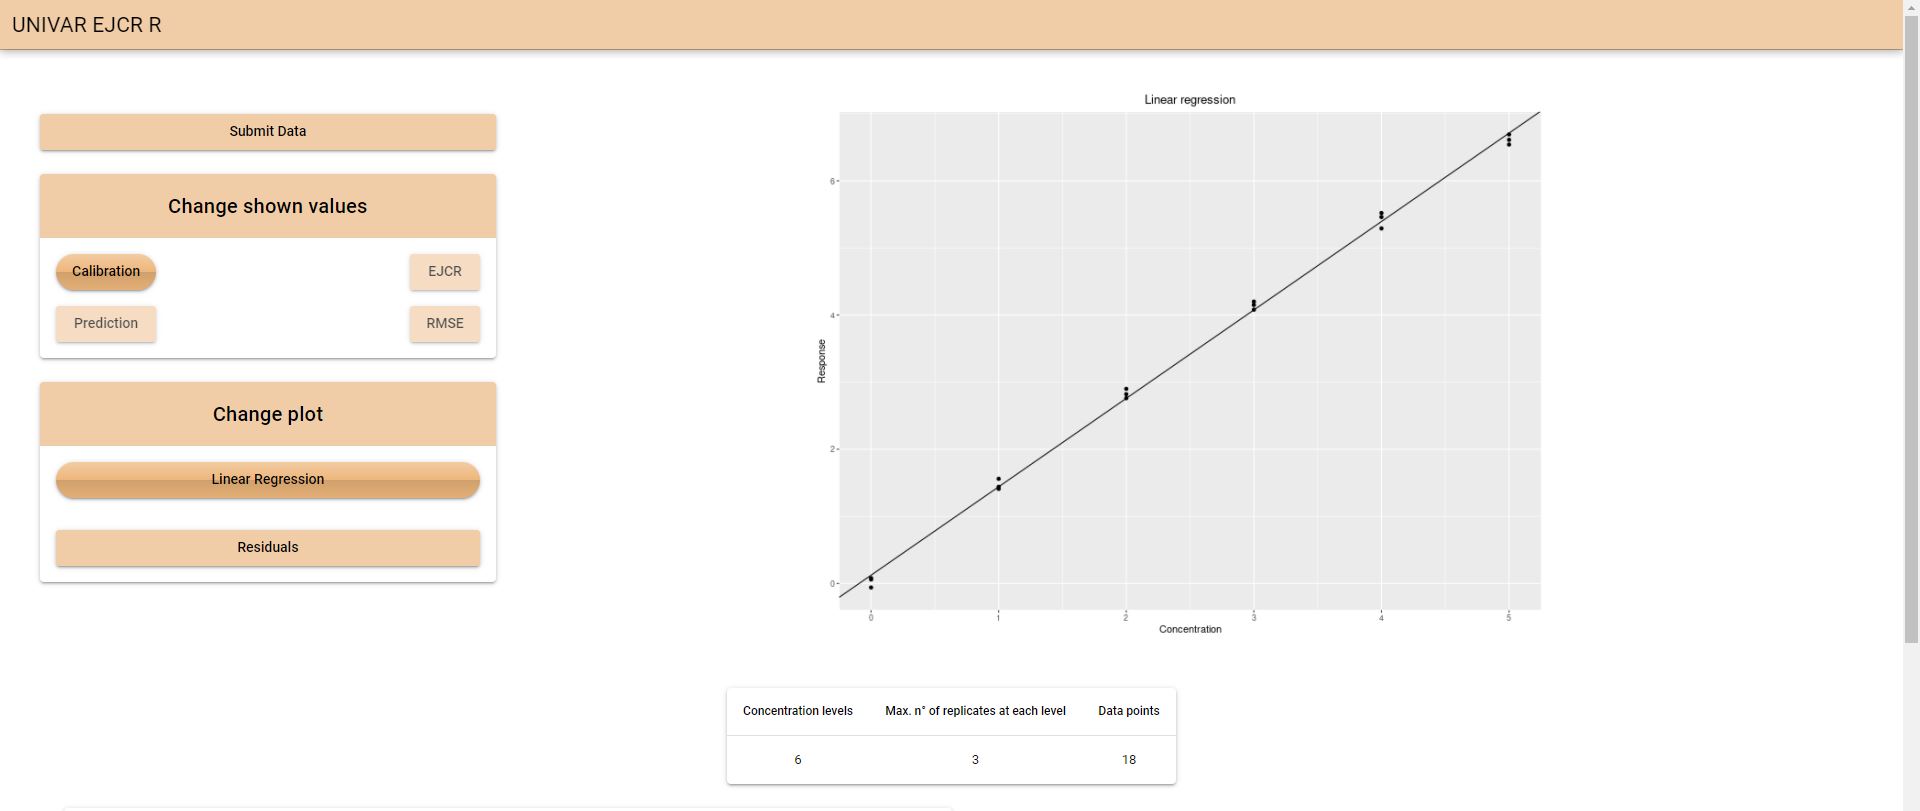 UNIVAR EJCR R
Submit Data
Change shown values
Calibration
EJCR
Prediction
RMSE
Change plot
Linear Regression
Residuals
Linear regression
6
4
2
0
Response
0 1 2 3 4 5
Concentration
Concentration levels Max. n° of replicates at each level Data points
6 3 18